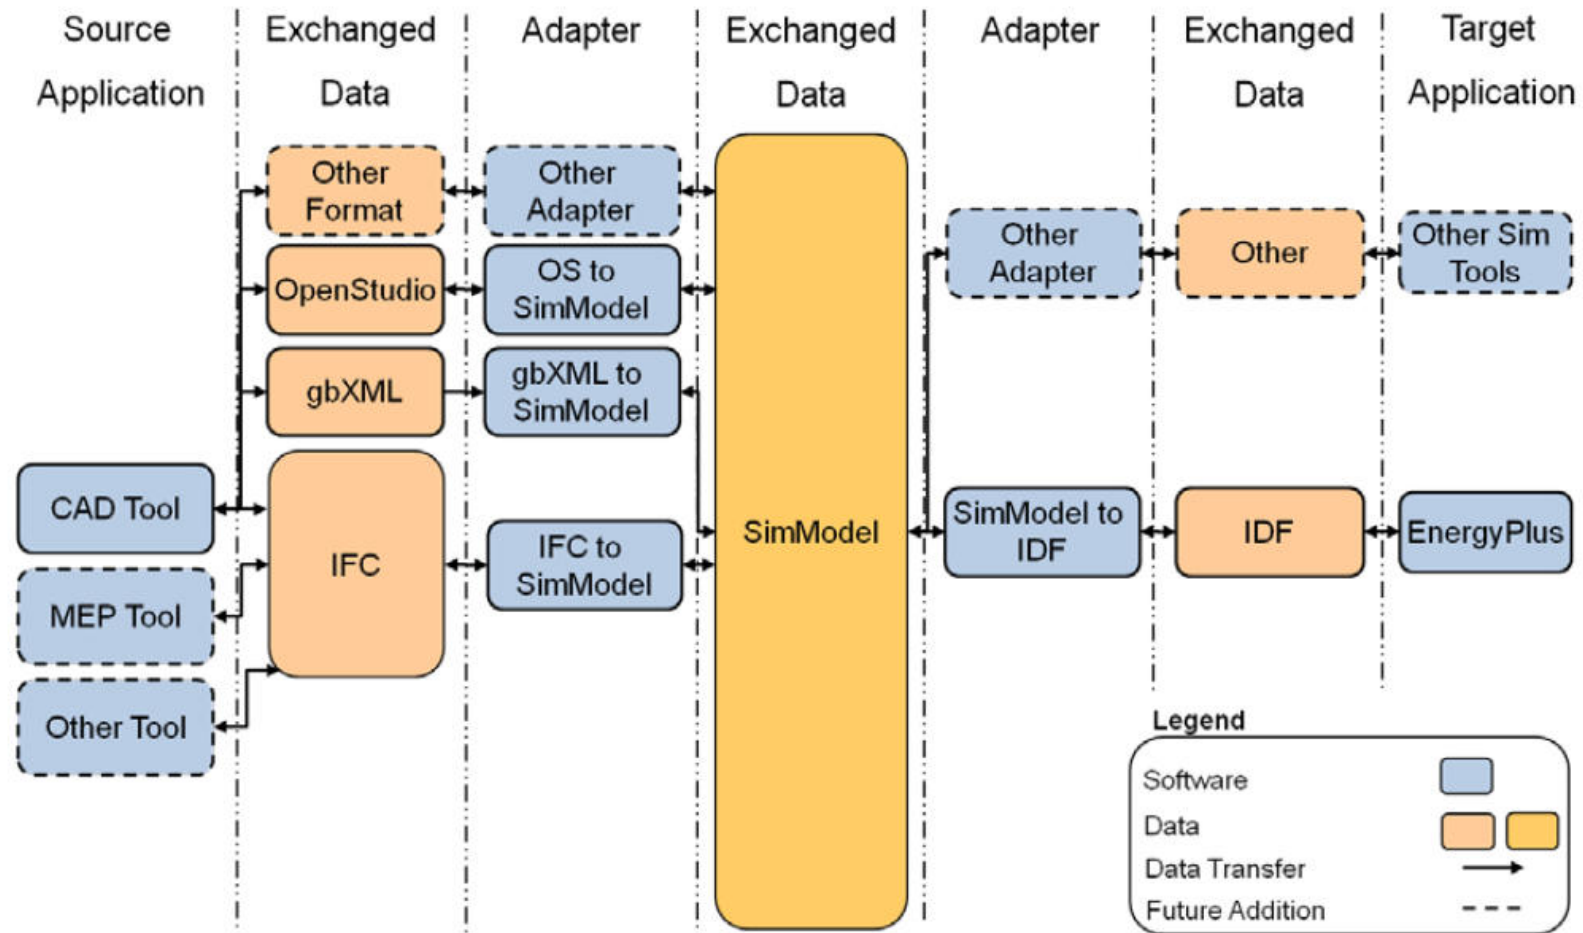 Source
Application
Exchanged
Data
Adapter
Exchanged
Data
Adapter
Exchanged
Data
Target
Application
Other
Format
Other
Adapter
OpenStudio
OS to
SimModel
gbXML
gbXML to
SimModel
CAD Tool
MEP Tool
Other Tool
IFC
IFC to
SimModel
SimModel
Other
Adapter
Other
Other Sim
Tools
SimModel to
IDF
IDF
EnergyPlus
Legend
Software
Data
Data Transfer
Future Addition